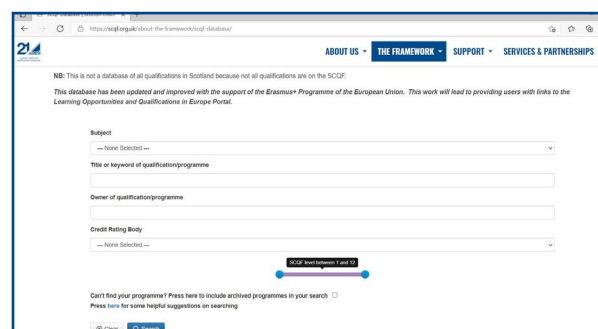 https://scqf.org.uk/about-the-framework/scqf-database/
21
ABOUT US THE FRAMEWORK SUPPORT SERVICES & PARTNERSHIPS
NB: This is not a database of all qualifications in Scotland because not all qualifications are on the SCQF.
This database has been updated and improved with the support of the Erasmus+ Programme of the European Union. This work will lead to providing users with links to the
Learning Opportunities and Qualifications in Europe Portal.
Subject
--- None Selected ---
Title or keyword of qualification/programme
Owner of qualification/programme
Credit Rating Body
--- None Selected ---
SCQF level between 1 and 12
Can't find your programme? Press here to include archived programmes in your search
Press here for some helpful suggestions on searching
Clear Search